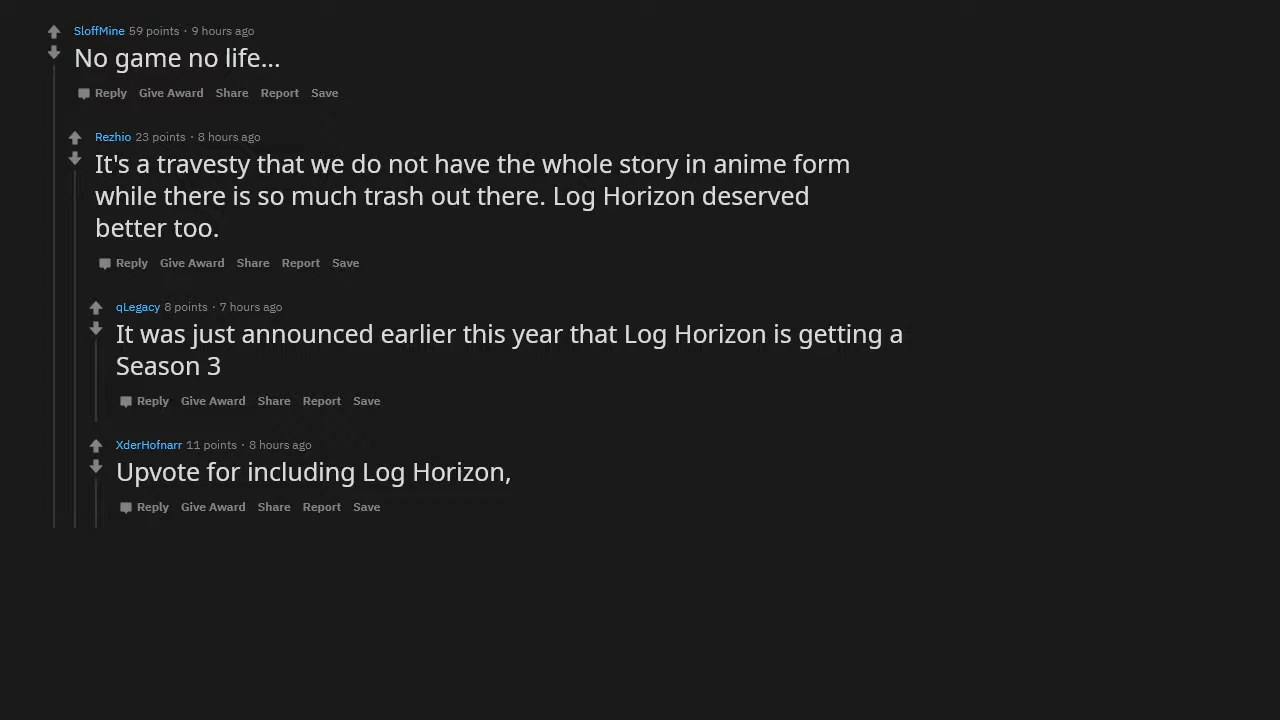 SloffMine 59 points · 9 hours ago
No game no life...
Reply Give Award Share Report Save
Rezhio 23 points · 8 hours ago
It's a travesty that we do not have the whole story in anime form
while there is so much trash out there. Log Horizon deserved
better too.
Reply Give Award Share Report Save
qLegacy 8 points · 7 hours ago
It was just announced earlier this year that Log Horizon is getting a
Season 3
Reply Give Award Share Report Save
XderHofnarr 11 points · 8 hours ago
Upvote for including Log Horizon,
Reply Give Award Share Report Save